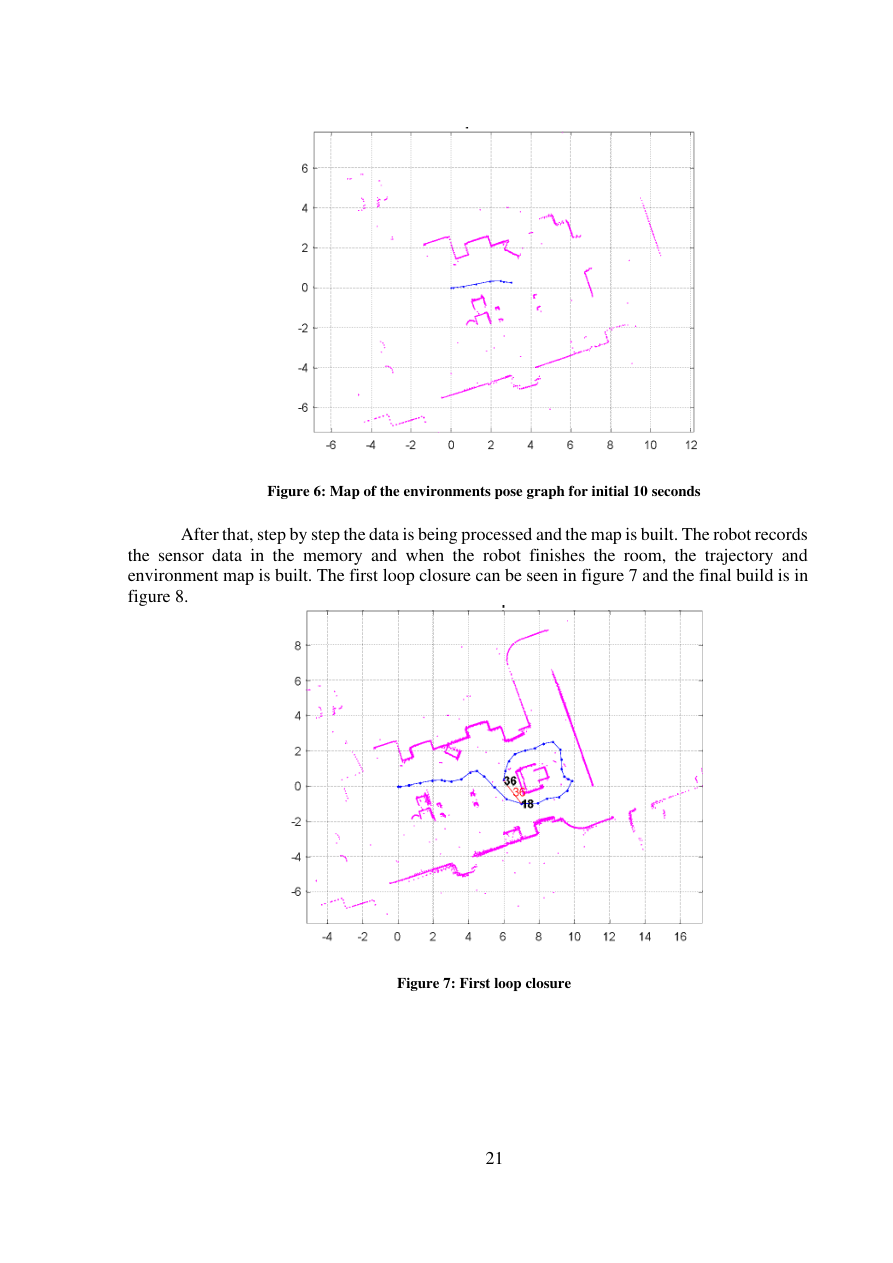 6
4
2
0
-2
-4
-6
-6 -4 -2 0 2 4 6 8 10 12
Figure 6: Map of the environments pose graph for initial 10 seconds
After that, step by step the data is being processed and the map is built. The robot records
the sensor data in the memory and when the robot finishes the room, the trajectory and
environment map is built. The first loop closure can be seen in figure 7 and the final build is in
figure 8.
8
6
4
2
0
-2
-4
-6
36
36
48
-4 -2 0 2 4 6 8 10 12 14 16
Figure 7: First loop closure
21